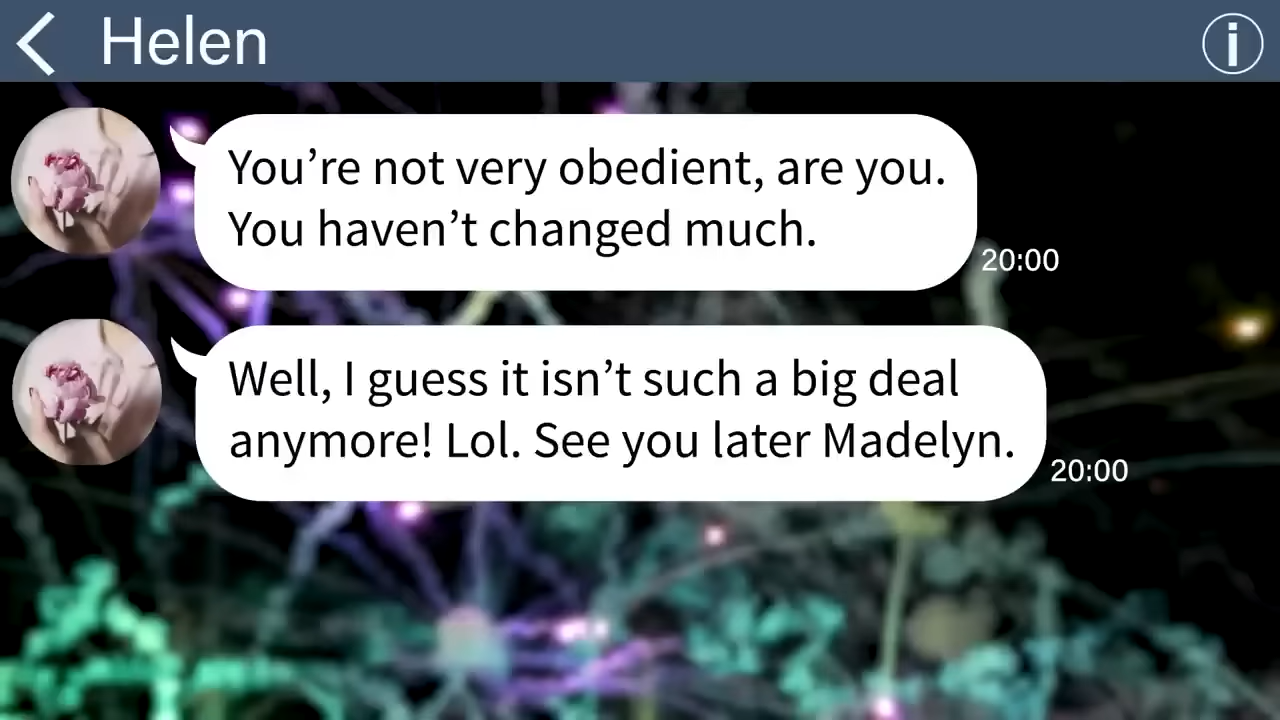 Helen
You’re not very obedient, are you.
You haven’t changed much.
20:00
Well, I guess it isn’t such a big deal
anymore! Lol. See you later Madelyn.
20:00